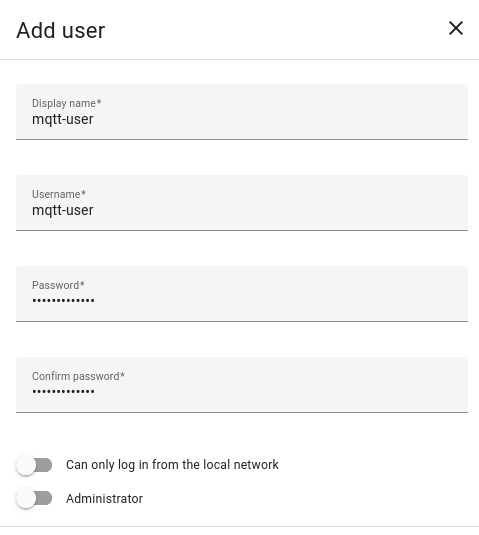 Add user
Display name*
mqtt-user
Username*
mqtt-user
Password*
•••••••••••••
Confirm password*
•••••••••••••
Can only log in from the local network
Administrator